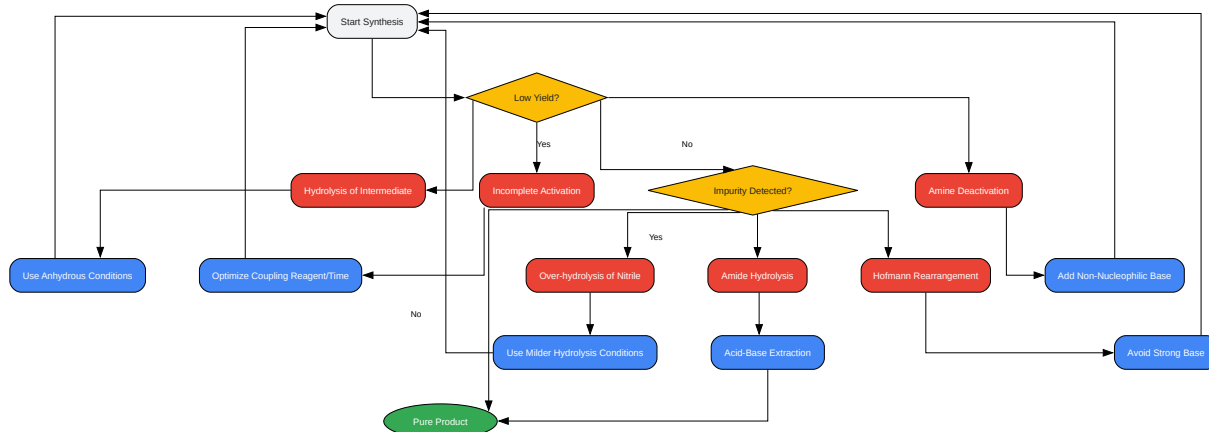 Start Synthesis
Low Yield?
Yes
No
Hydrolysis of Intermediate
Incomplete Activation
Impurity Detected?
Amine Deactivation
Yes
Use Anhydrous Conditions
Optimize Coupling Reagent/Time
Over-hydrolysis of Nitrile
Amide Hydrolysis
Hofmann Rearrangement
Add Non-Nucleophilic Base
No
Use Milder Hydrolysis Conditions
Acid-Base Extraction
Avoid Strong Base
Pure Product